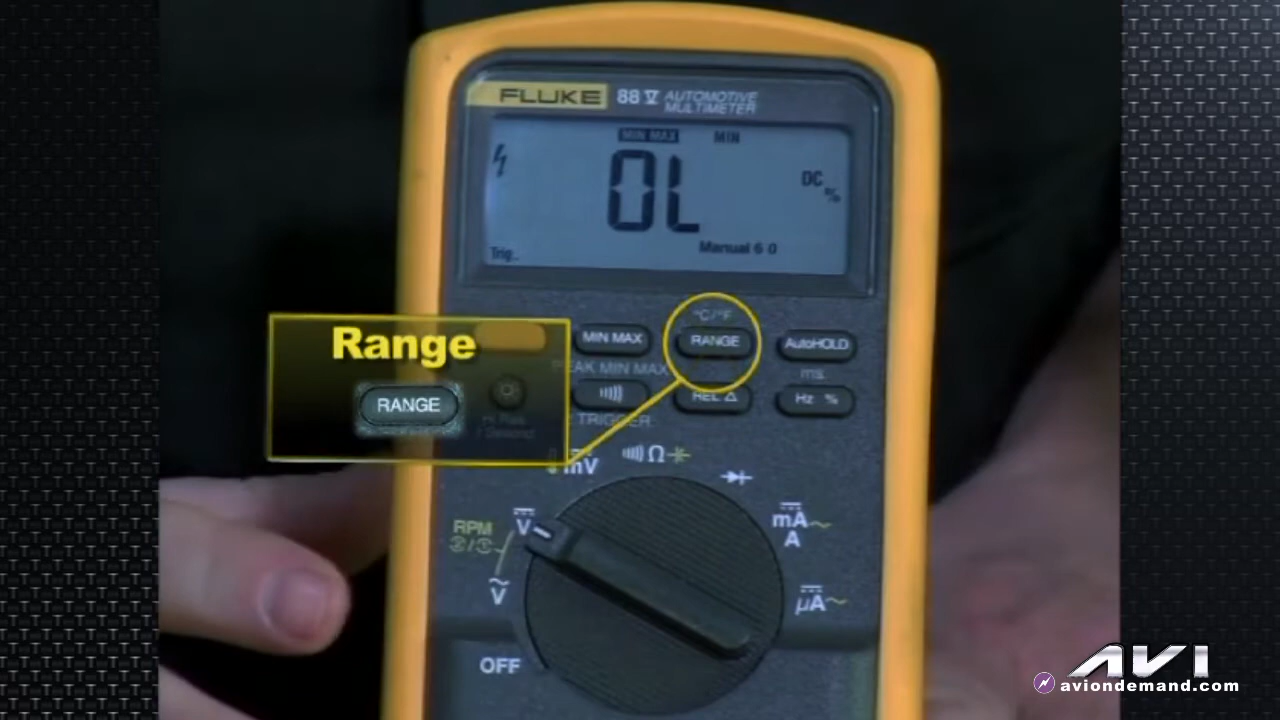 FLUKE 88 V AUTOMOTIVE
MULTIMETER
MIN MAX MIN
OL
DC
%
Trig.
Manual 6 0
°C/°F
MIN MAX RANGE AutoHOLD
Range
RANGE
PEAK MIN MAX ms
REL Δ Hz %
TRIGGER
mV Ω
V
RPM
mA
A
V
µA
OFF
AVI
aviondemand.com